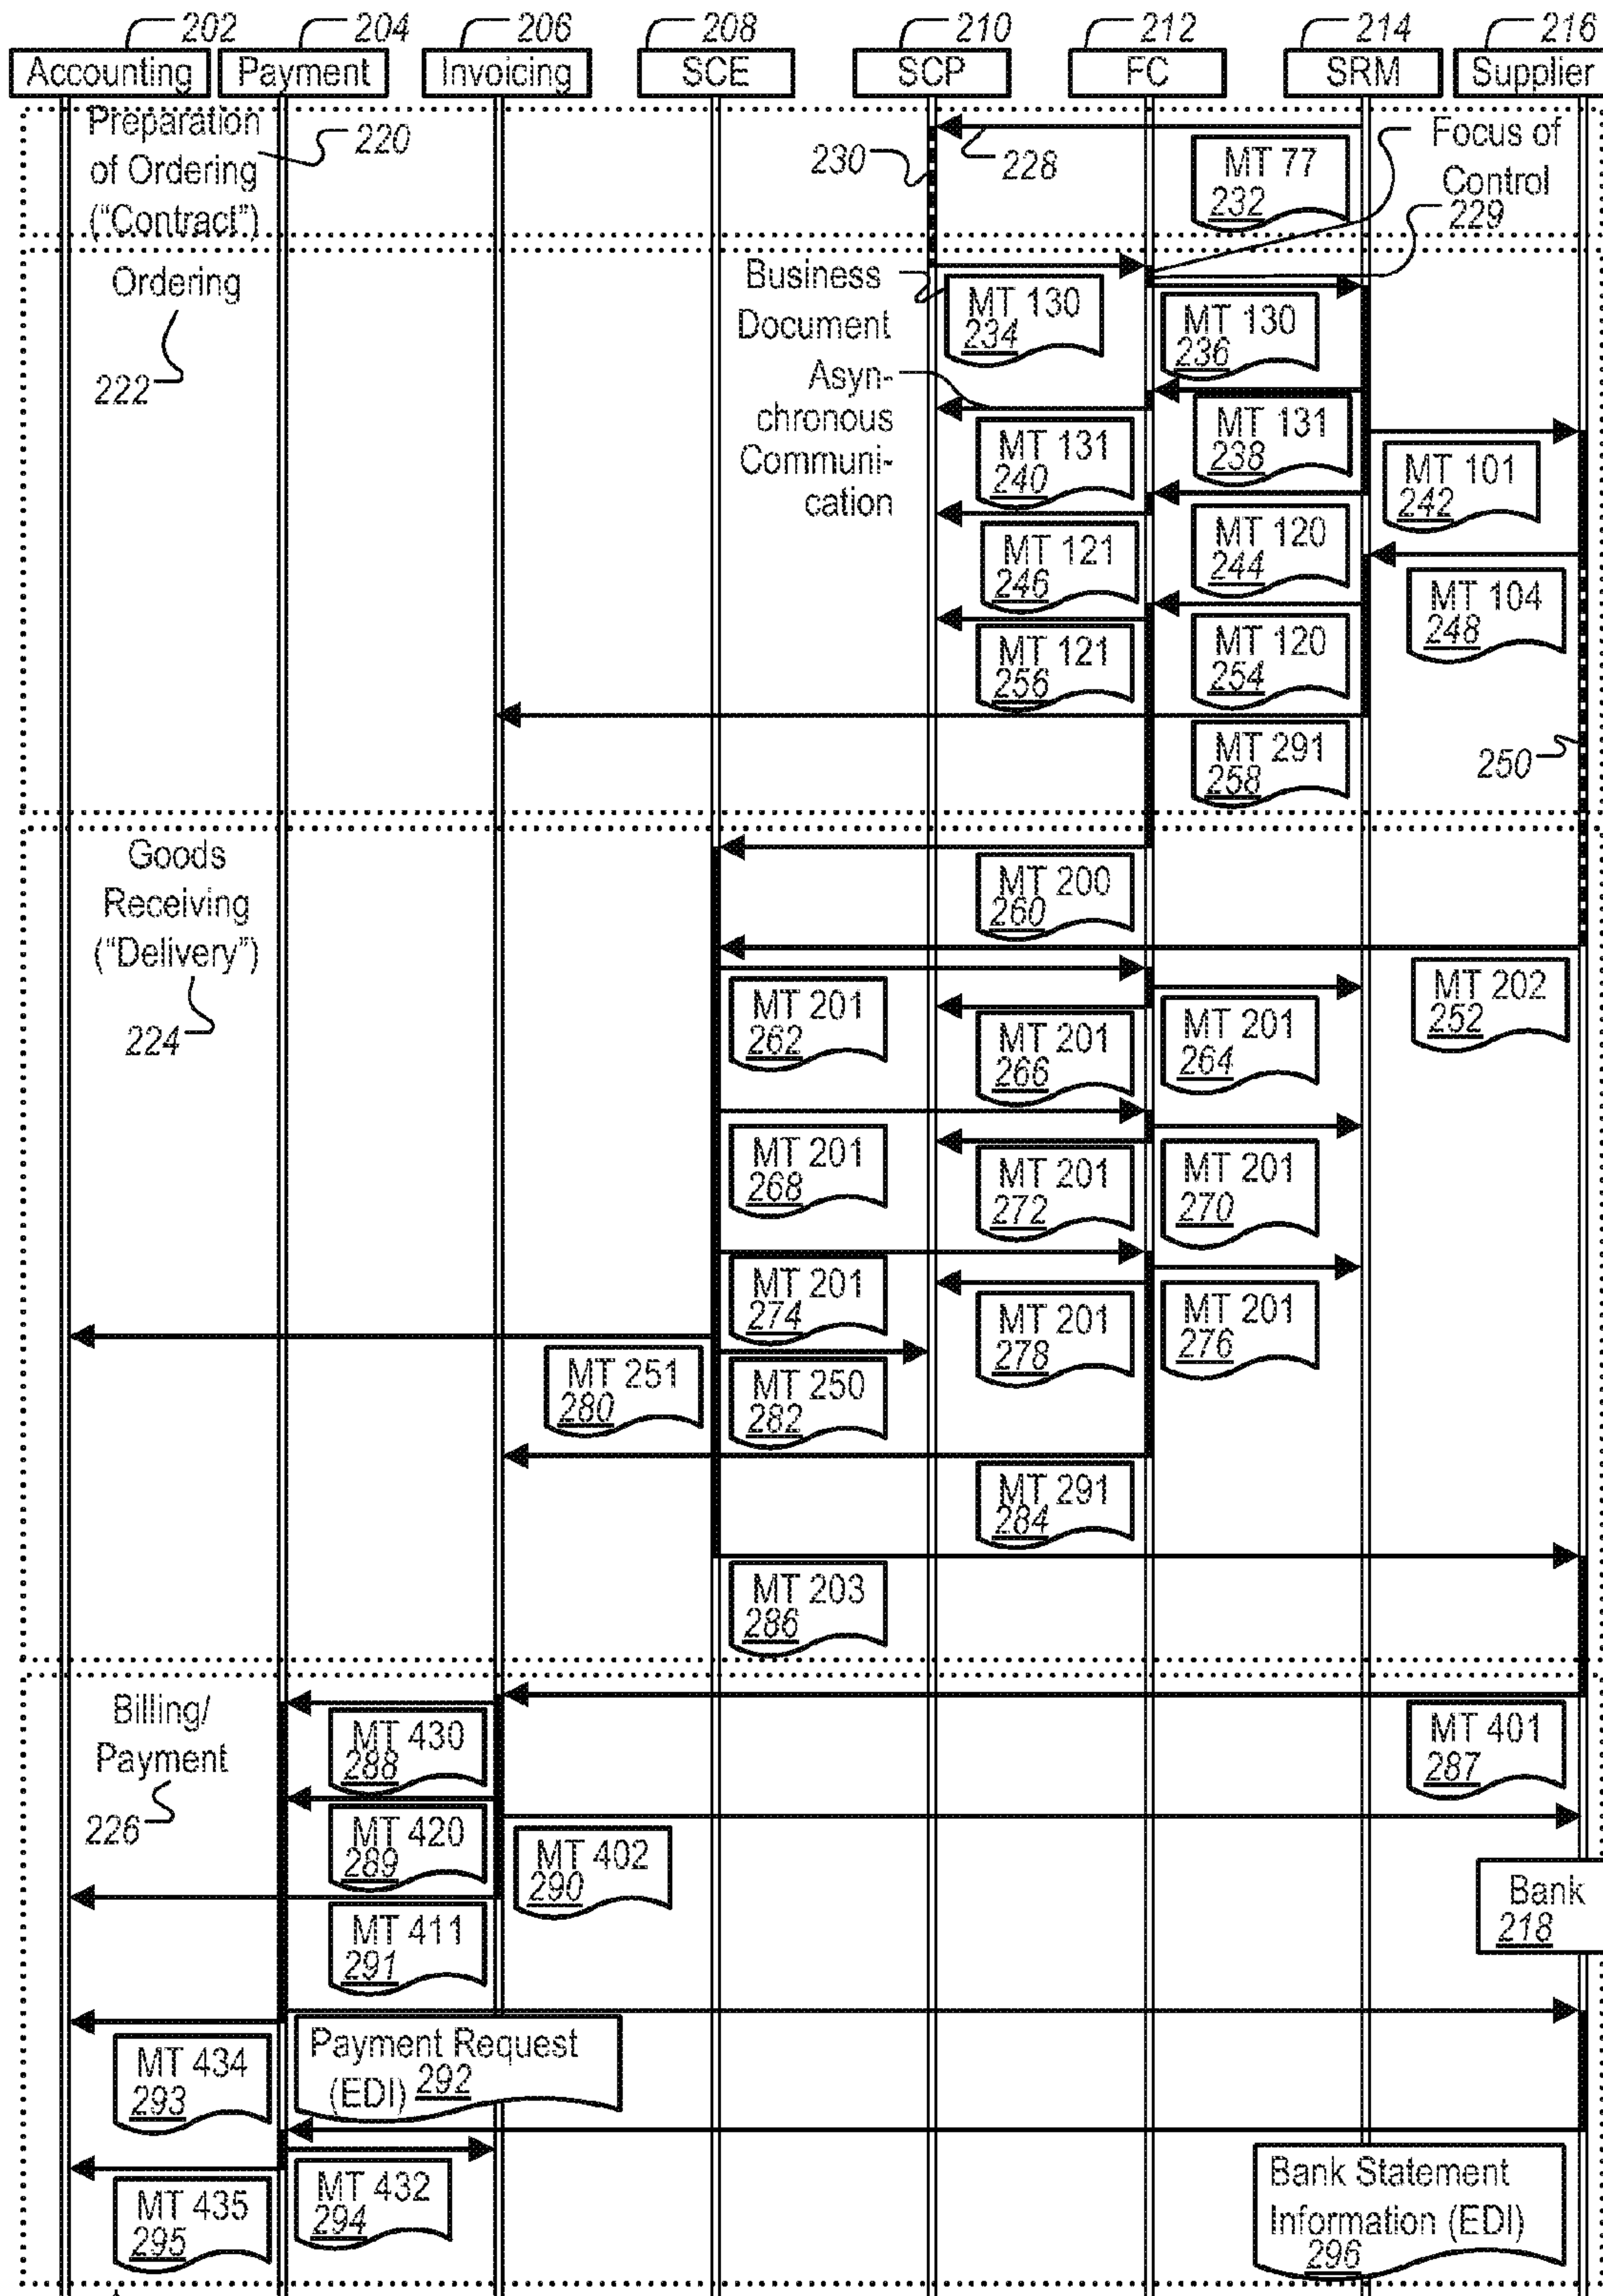 202 204 206 208 210 212 214 216
Accounting Payment Invoicing SCE SCP FC SRM Supplier
Preparation
of Ordering
("Contract")
220
230
228
MT 77
232
Focus of
Control
229
Ordering
222
Business
Document
MT 130
234
MT 130
236
Asyn-
chronous
Communi-
cation
MT 131
240
MT 131
238
MT 101
242
MT 121
246
MT 120
244
MT 104
248
MT 121
256
MT 120
254
MT 291
258
250
Goods
Receiving
("Delivery")
224
MT 200
260
MT 201
262
MT 201
266
MT 201
264
MT 202
252
MT 201
268
MT 201
272
MT 201
270
MT 201
274
MT 201
278
MT 201
276
MT 251
280
MT 250
282
MT 291
284
MT 203
286
Billing/
Payment
226
MT 430
288
MT 401
287
MT 420
289
MT 402
290
MT 411
291
Bank
218
MT 434
293
Payment Request
(EDI) 292
MT 435
295
MT 432
294
Bank Statement
Information (EDI)
296